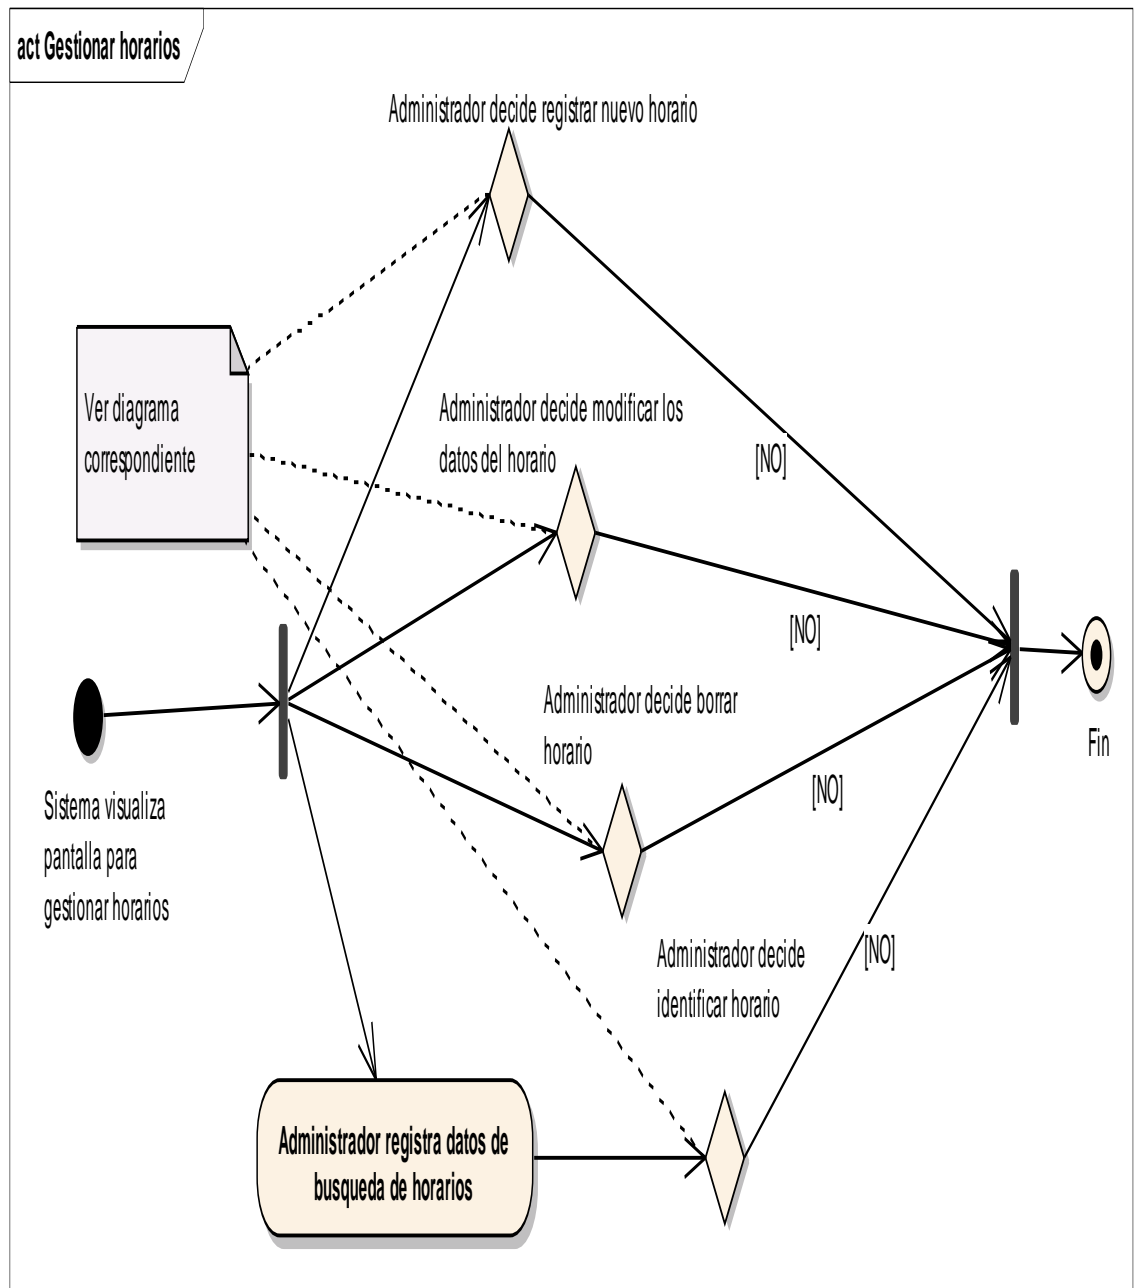 act Gestionar horarios
Administrador decide registrar nuevo horario
Ver diagrama
correspondiente
Administrador decide modificar los
datos del horario
[NO]
[NO]
Administrador decide borrar
horario
[NO]
Fin
Sistema visualiza
pantalla para
gestionar horarios
Administrador decide
identificar horario
[NO]
Administrador registra datos de
busqueda de horarios